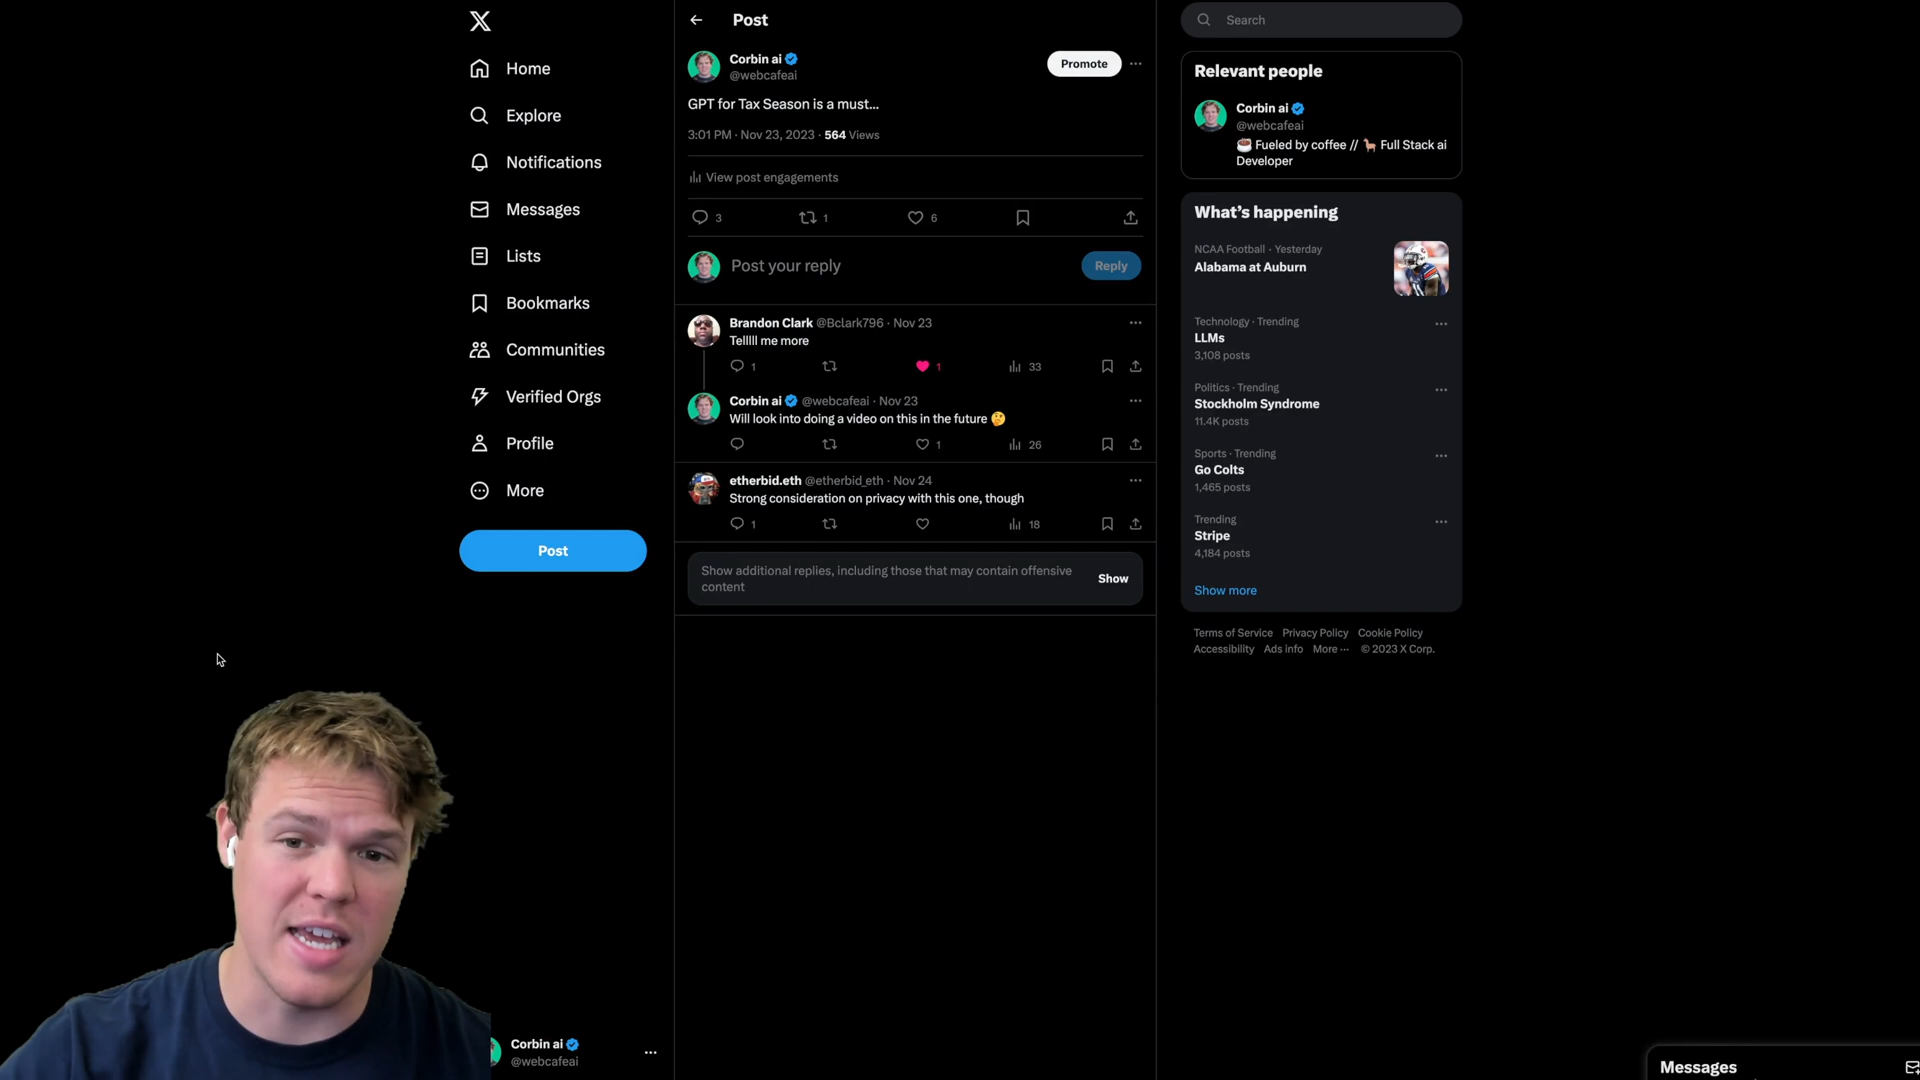 Home
Explore
Notifications
Messages
Lists
Bookmarks
Communities
Verified Orgs
Profile
More
Post
Corbin ai
@webcafeai
Post
Corbin ai
@webcafeai
Promote
GPT for Tax Season is a must...
3:01 PM · Nov 23, 2023 · 564 Views
View post engagements
3 1 6
Post your reply
Reply
Brandon Clark @Bclark796 · Nov 23
Telllll me more
1 1 33
Corbin ai @webcafeai · Nov 23
Will look into doing a video on this in the future 🤔
1 26
etherbid.eth @etherbid_eth · Nov 24
Strong consideration on privacy with this one, though
1 18
Show additional replies, including those that may contain offensive
content
Show
Search
Relevant people
Corbin ai
@webcafeai
☕ Fueled by coffee // 🦙 Full Stack ai
Developer
What's happening
NCAA Football · Yesterday
Alabama at Auburn
Technology · Trending
LLMs
3,108 posts
Politics · Trending
Stockholm Syndrome
11.4K posts
Sports · Trending
Go Colts
1,465 posts
Trending
Stripe
4,184 posts
Show more
Terms of Service Privacy Policy Cookie Policy
Accessibility Ads info More ··· © 2023 X Corp.
Messages